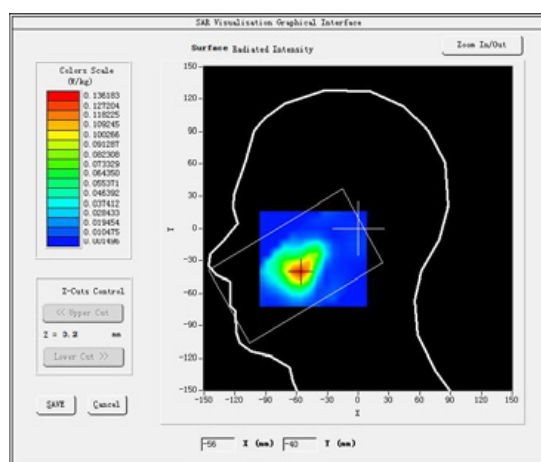 SAR Visualisation Graphical Interface
Surface Radiated Intensity
Zoom In/Out
Colors Scale
(W/kg)
0.136183
0.127204
0.118225
0.109245
0.100266
0.091287
0.082308
0.073329
0.064350
0.055371
0.046392
0.037412
0.028433
0.019454
0.010475
0.001496
150
120
90
60
30
0
-30
-60
-90
-120
-150
Y
-150 -120 -90 -60 -30 0 30 60 90 120 150
X
Z-Cuts Control
<< Upper Cut
Z = 3.2 mm
Lower Cut >>
SAVE Cancel
-56 X (mm) -40 Y (mm)